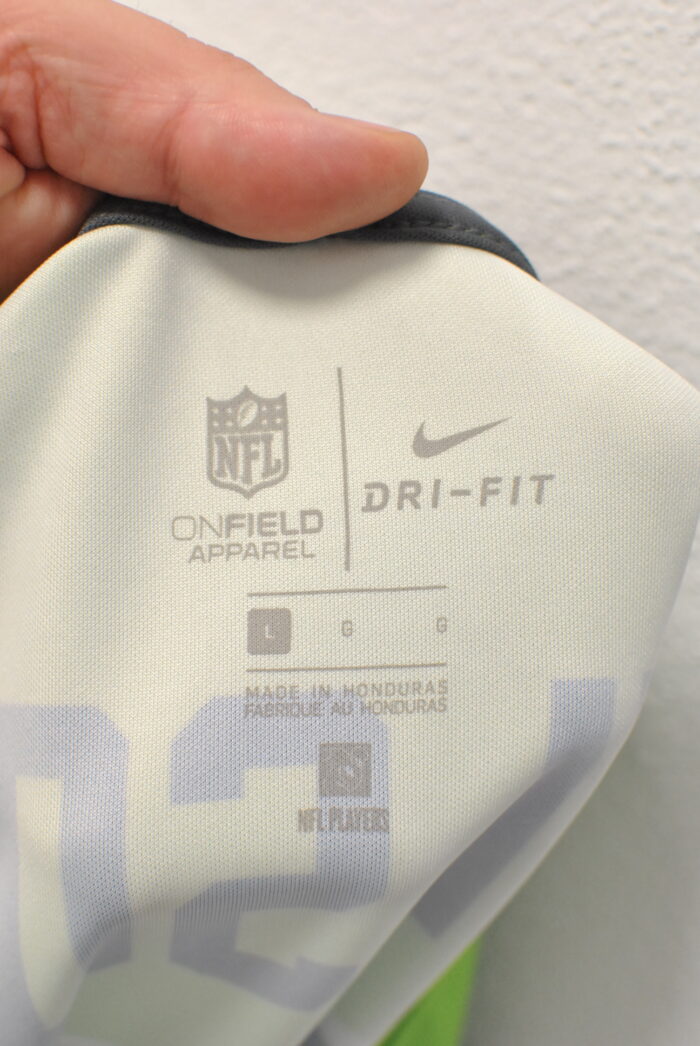 NFL
ONFIELD
APPAREL
DRI-FIT
L G G
MADE IN HONDURAS
FABRIQUE AU HONDURAS
NFL PLAYERS